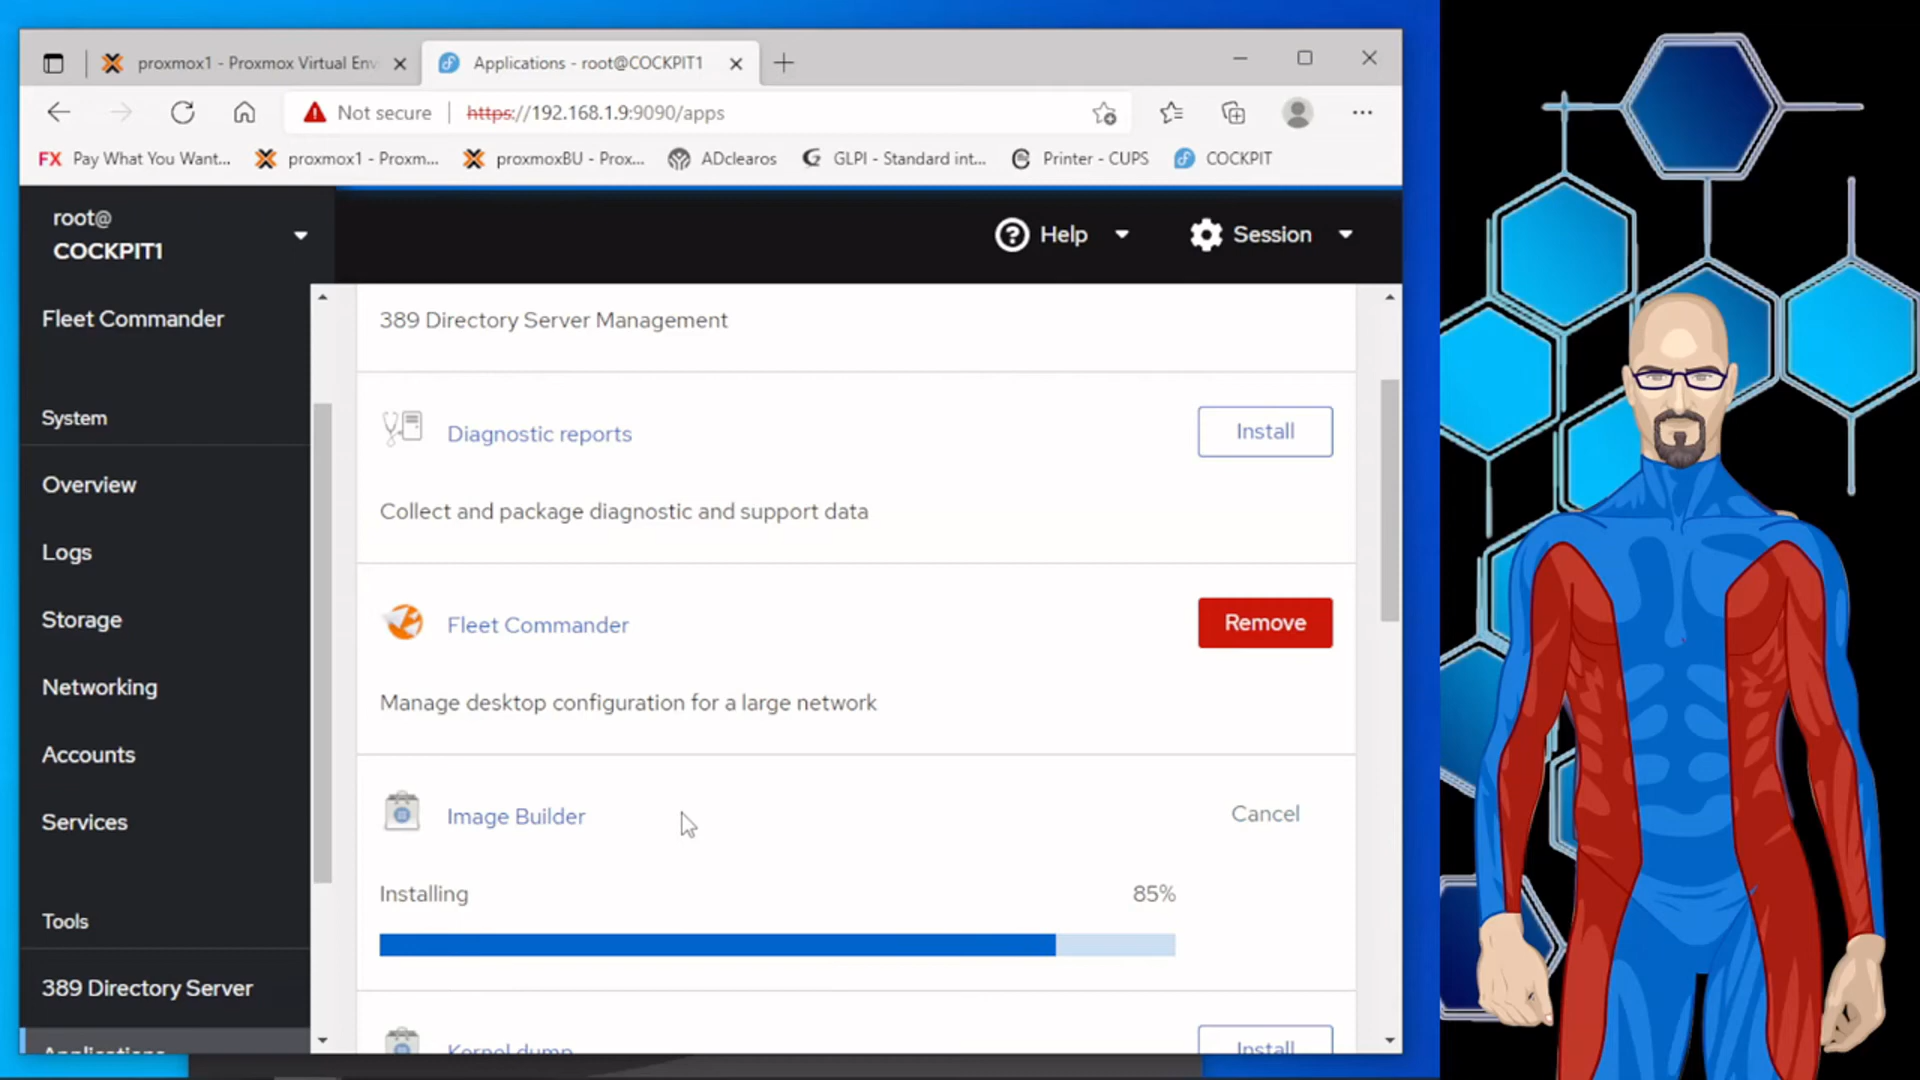 proxmox1 - Proxmox Virtual Env
Applications - root@COCKPIT1
Not secure https://192.168.1.9:9090/apps
FX Pay What You Want...
proxmox1 - Proxm...
proxmoxBU - Prox...
ADclearos
GLPI - Standard int...
Printer - CUPS
COCKPIT
root@
COCKPIT1
Help
Session
Fleet Commander
System
Overview
Logs
Storage
Networking
Accounts
Services
Tools
389 Directory Server
Applications
389 Directory Server Management
Diagnostic reports
Install
Collect and package diagnostic and support data
Fleet Commander
Remove
Manage desktop configuration for a large network
Image Builder
Cancel
Installing
85%
Kernel dump
Install